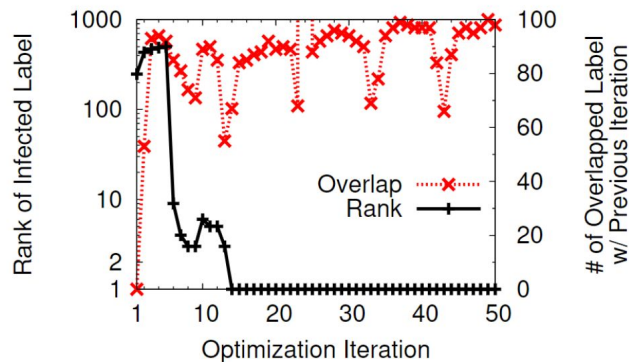 Rank of Infected Label
1000
100
10
2
1
Overlap
Rank
100
80
60
40
20
0
# of Overlapped Label
w/ Previous Iteration
1
10
20
30
40
50
Optimization Iteration